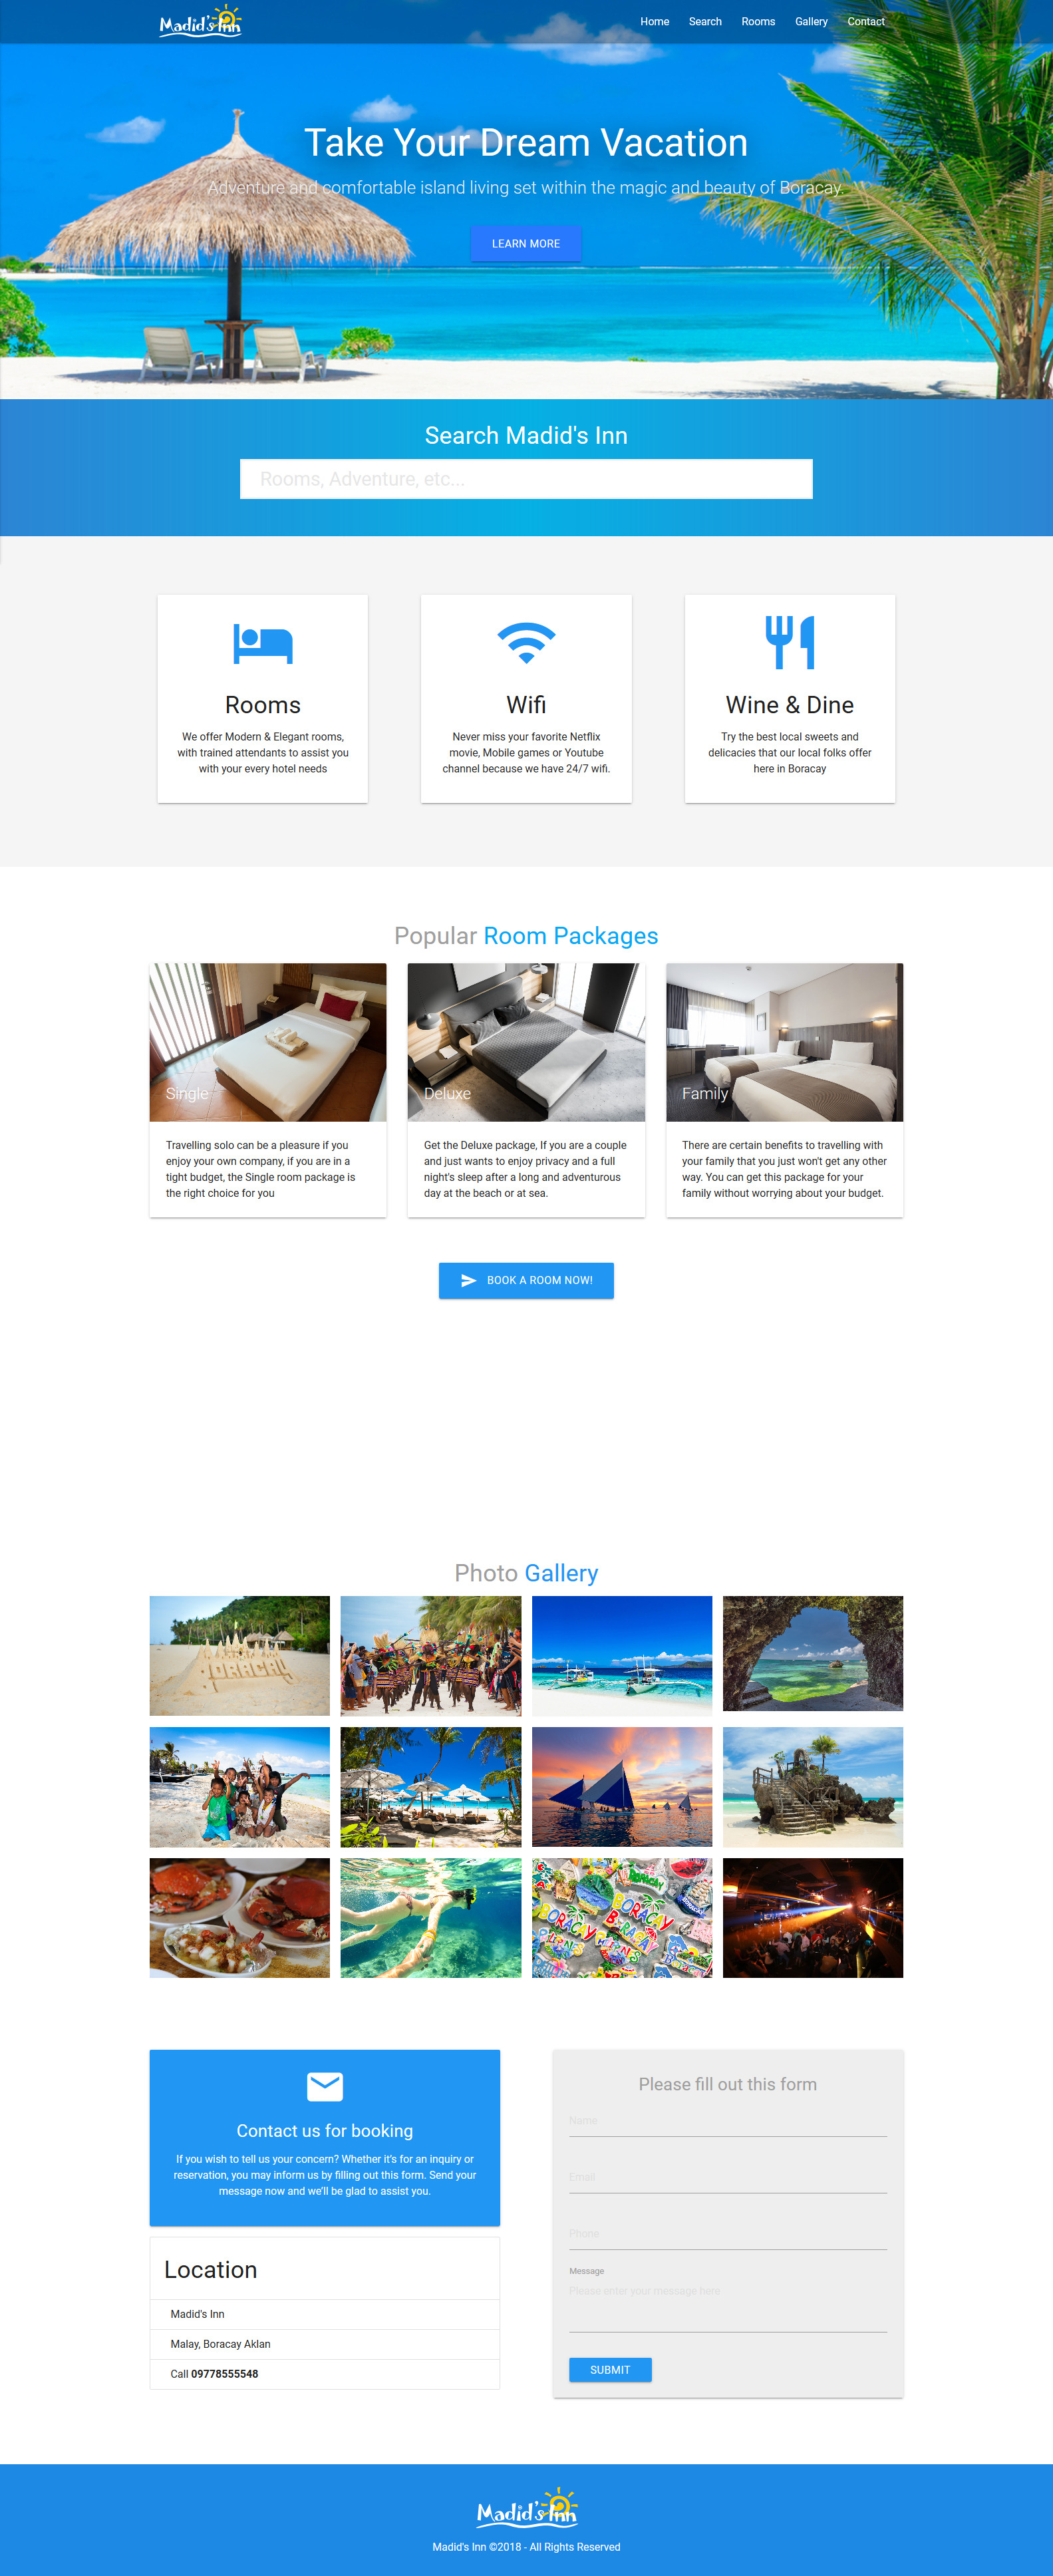 Madid's Inn
Home Search Rooms Gallery Contact
Take Your Dream Vacation
Adventure and comfortable island living set within the magic and beauty of Boracay.
LEARN MORE
Search Madid's Inn
Rooms, Adventure, etc...
Rooms
We offer Modern & Elegant rooms,
with trained attendants to assist you
with your every hotel needs
Wifi
Never miss your favorite Netflix
movie, Mobile games or Youtube
channel because we have 24/7 wifi.
Wine & Dine
Try the best local sweets and
delicacies that our local folks offer
here in Boracay
Popular Room Packages
Single
Travelling solo can be a pleasure if you
enjoy your own company, if you are in a
tight budget, the Single room package is
the right choice for you
Deluxe
Get the Deluxe package, If you are a couple
and just wants to enjoy privacy and a full
night's sleep after a long and adventurous
day at the beach or at sea.
Family
There are certain benefits to travelling with
your family that you just won't get any other
way. You can get this package for your
family without worrying about your budget.
BOOK A ROOM NOW!
Photo Gallery
BORACAY
BORACAY
BORACAY
Contact us for booking
If you wish to tell us your concern? Whether it's for an inquiry or
reservation, you may inform us by filling out this form. Send your
message now and we'll be glad to assist you.
Location
Madid's Inn
Malay, Boracay Aklan
Call 09778555548
Please fill out this form
Name
Email
Phone
Message
Please enter your message here
SUBMIT
Madid's Inn
Madid's Inn ©2018 - All Rights Reserved